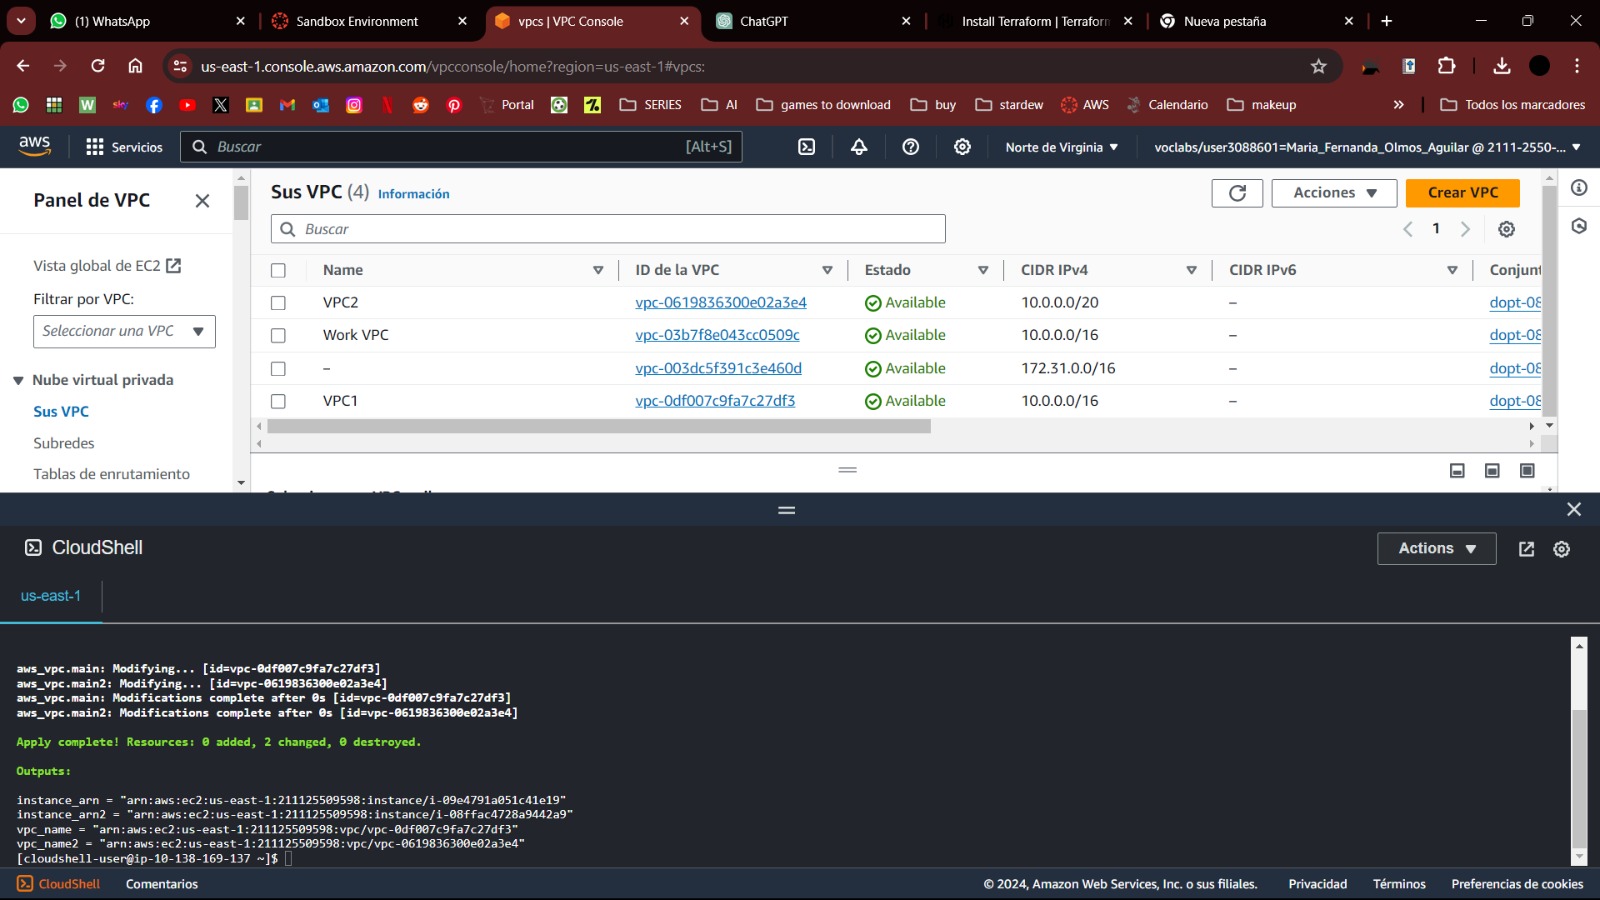 (1) WhatsApp
Sandbox Environment
vpcs | VPC Console
ChatGPT
Install Terraform | Terraform
Nueva pestaña
us-east-1.console.aws.amazon.com/vpcconsole/home?region=us-east-1#vpcs:
sky
Portal
SERIES
AI
games to download
buy
stardew
AWS
Calendario
makeup
»
Todos los marcadores
aws
Servicios
Buscar
[Alt+S]
Norte de Virginia
voclabs/user3088601=Maria_Fernanda_Olmos_Aguilar @ 2111-2550-...
Panel de VPC
Vista global de EC2
Filtrar por VPC:
Seleccionar una VPC
Nube virtual privada
Sus VPC
Subredes
Tablas de enrutamiento
Sus VPC (4) Información
Acciones
Crear VPC
Buscar
1
Name ID de la VPC Estado CIDR IPv4 CIDR IPv6 Conjunt
VPC2 vpc-0619836300e02a3e4 Available 10.0.0.0/20 – dopt-08
Work VPC vpc-03b7f8e043cc0509c Available 10.0.0.0/16 – dopt-08
– vpc-003dc5f391c3e460d Available 172.31.0.0/16 – dopt-08
VPC1 vpc-0df007c9fa7c27df3 Available 10.0.0.0/16 – dopt-08
CloudShell
Actions
us-east-1
aws_vpc.main: Modifying... [id=vpc-0df007c9fa7c27df3]
aws_vpc.main2: Modifying... [id=vpc-0619836300e02a3e4]
aws_vpc.main: Modifications complete after 0s [id=vpc-0df007c9fa7c27df3]
aws_vpc.main2: Modifications complete after 0s [id=vpc-0619836300e02a3e4]
Apply complete! Resources: 0 added, 2 changed, 0 destroyed.
Outputs:
instance_arn = "arn:aws:ec2:us-east-1:211125509598:instance/i-09e4791a051c41e19"
instance_arn2 = "arn:aws:ec2:us-east-1:211125509598:instance/i-08ffac4728a9442a9"
vpc_name = "arn:aws:ec2:us-east-1:211125509598:vpc/vpc-0df007c9fa7c27df3"
vpc_name2 = "arn:aws:ec2:us-east-1:211125509598:vpc/vpc-0619836300e02a3e4"
[cloudshell-user@ip-10-138-169-137 ~]$
CloudShell
Comentarios
© 2024, Amazon Web Services, Inc. o sus filiales.
Privacidad
Términos
Preferencias de cookies